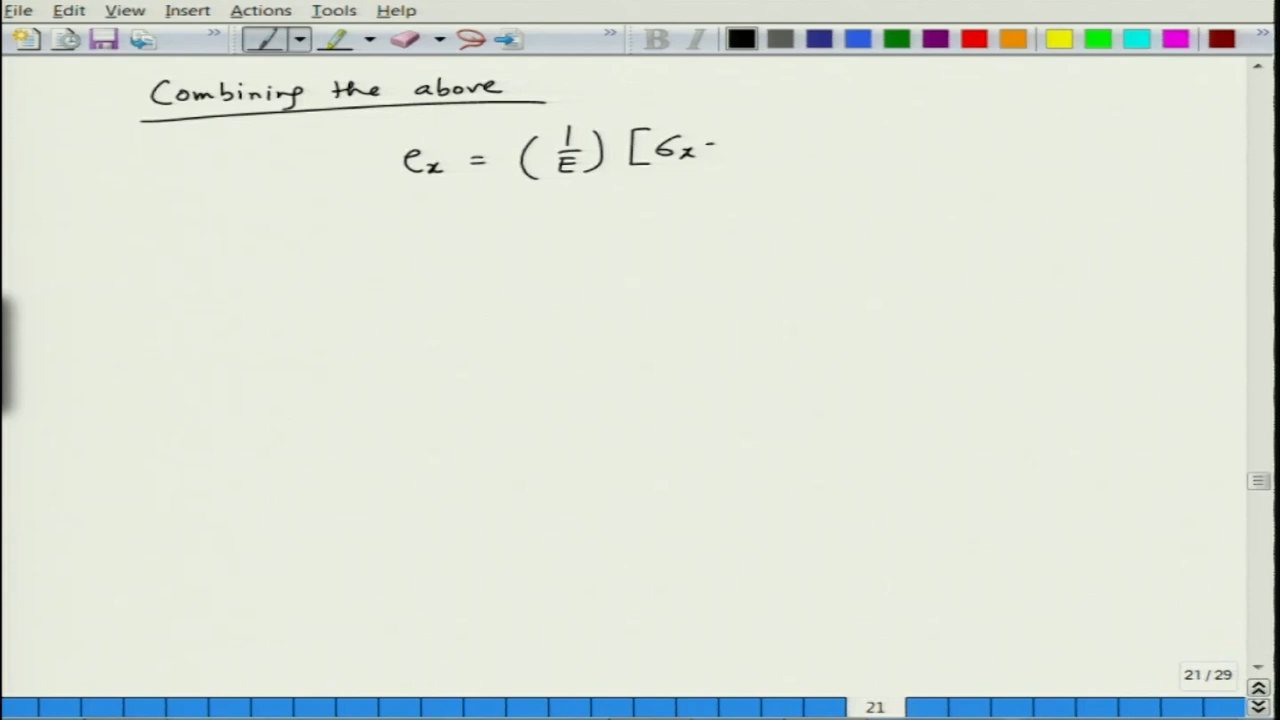 File Edit View Insert Actions Tools Help
B I
Combining the above
eₓ = (1/E) [σₓ -
21 / 29
21